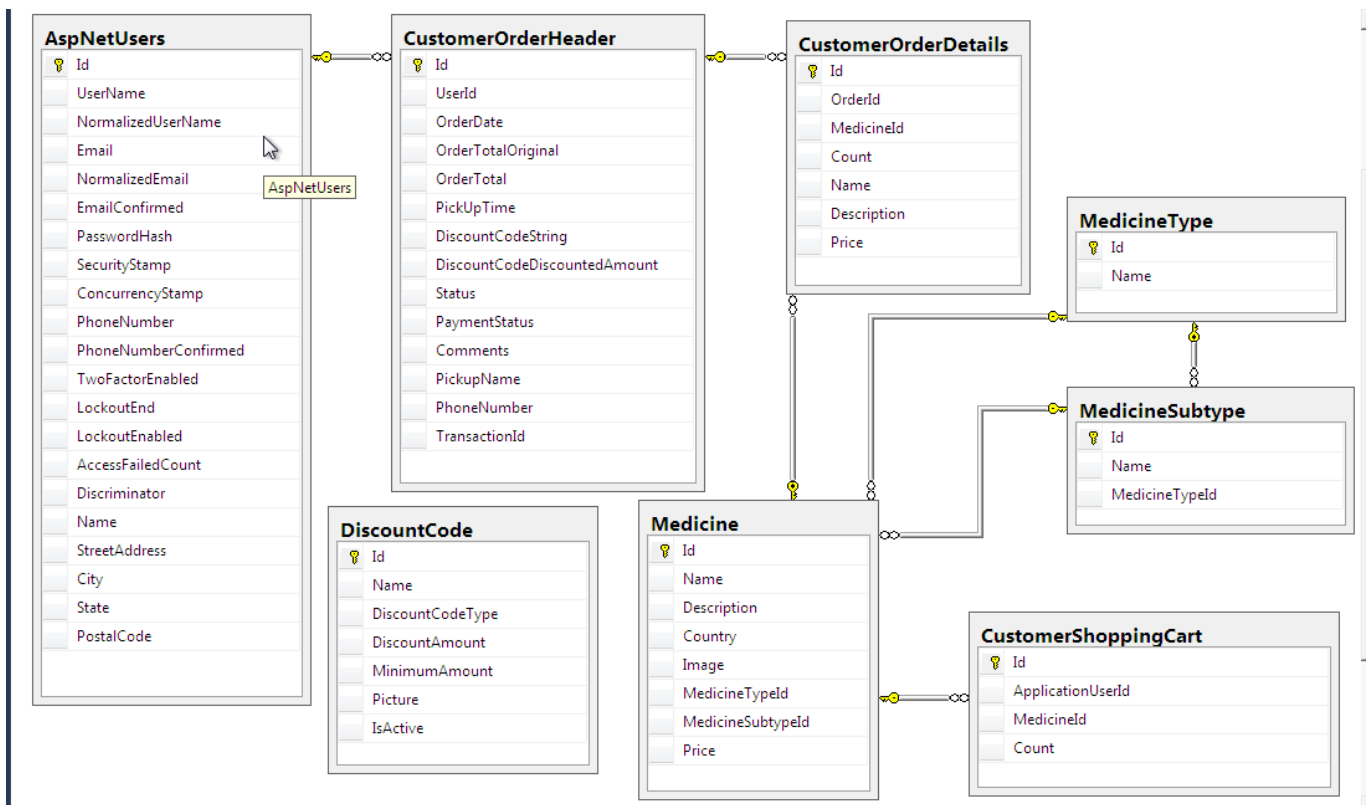 AspNetUsers
Id
UserName
NormalizedUserName
Email
NormalizedEmail
EmailConfirmed
PasswordHash
SecurityStamp
ConcurrencyStamp
PhoneNumber
PhoneNumberConfirmed
TwoFactorEnabled
LockoutEnd
LockoutEnabled
AccessFailedCount
Discriminator
Name
StreetAddress
City
State
PostalCode
AspNetUsers
CustomerOrderHeader
Id
UserId
OrderDate
OrderTotalOriginal
OrderTotal
PickUpTime
DiscountCodeString
DiscountCodeDiscountedAmount
Status
PaymentStatus
Comments
PickupName
PhoneNumber
TransactionId
CustomerOrderDetails
Id
OrderId
MedicineId
Count
Name
Description
Price
MedicineType
Id
Name
MedicineSubtype
Id
Name
MedicineTypeId
DiscountCode
Id
Name
DiscountCodeType
DiscountAmount
MinimumAmount
Picture
IsActive
Medicine
Id
Name
Description
Country
Image
MedicineTypeId
MedicineSubtypeId
Price
CustomerShoppingCart
Id
ApplicationUserId
MedicineId
Count